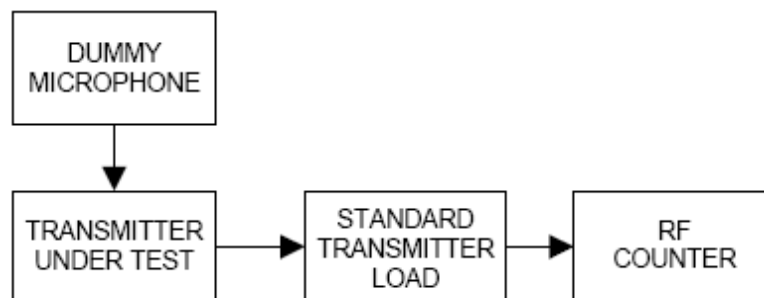 DUMMY
MICROPHONE
TRANSMITTER
UNDER TEST
STANDARD
TRANSMITTER
LOAD
RF
COUNTER